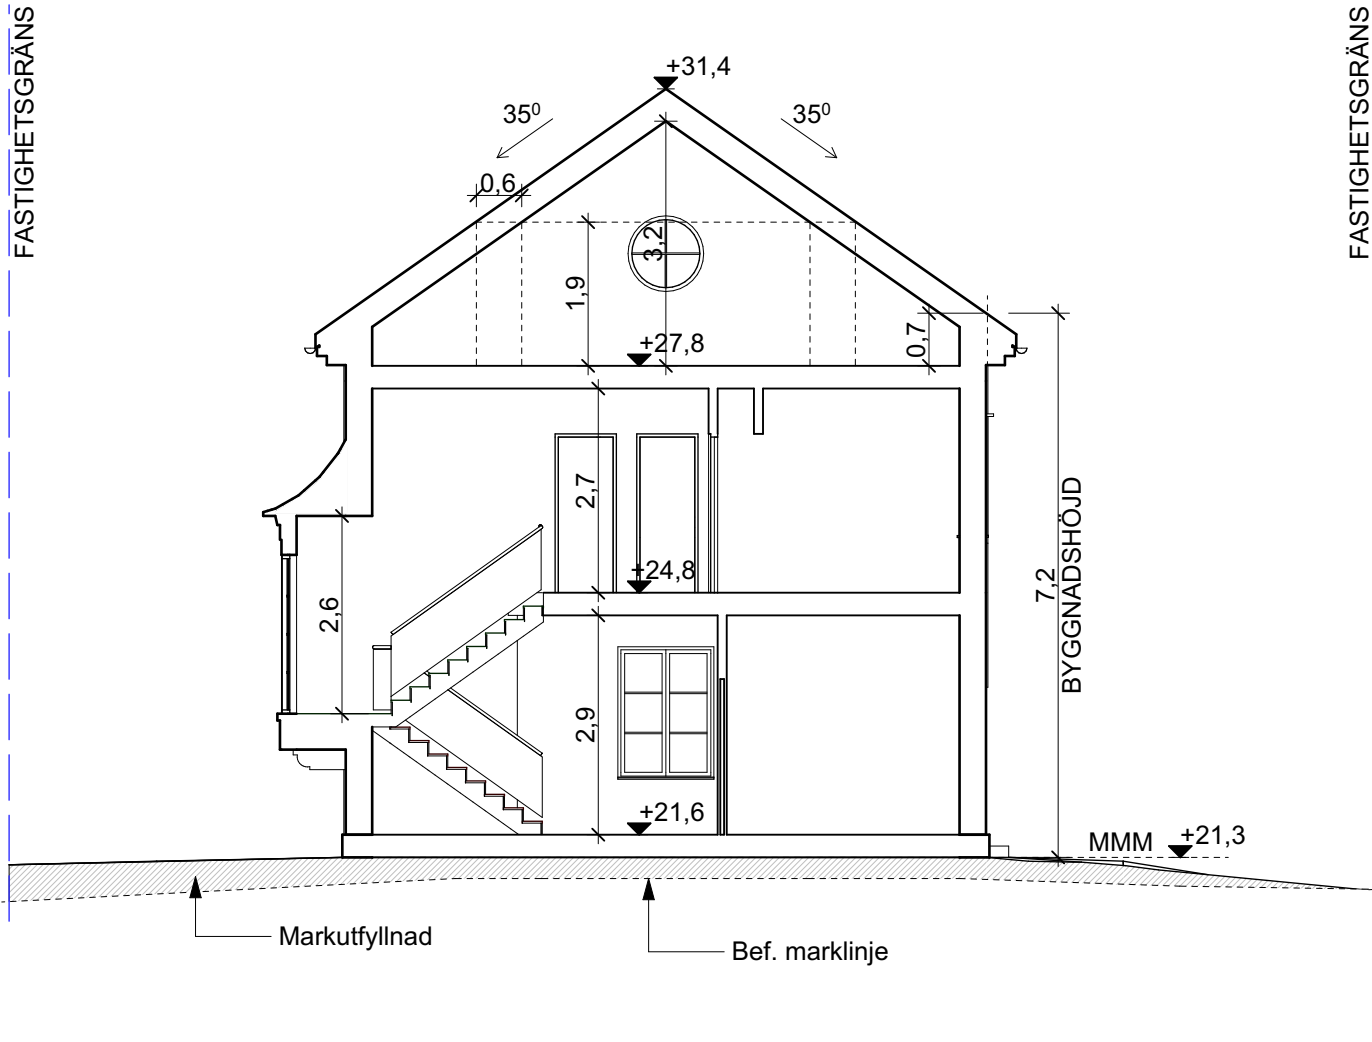 FASTIGHETSGRÄNS
FASTIGHETSGRÄNS
+31,4
35⁰
35⁰
0,6
3,2
1,9
0,7
+27,8
2,7
+24,8
2,6
7,2
BYGGNADSHÖJD
2,9
+21,6
MMM
+21,3
Markutfyllnad
Bef. marklinje